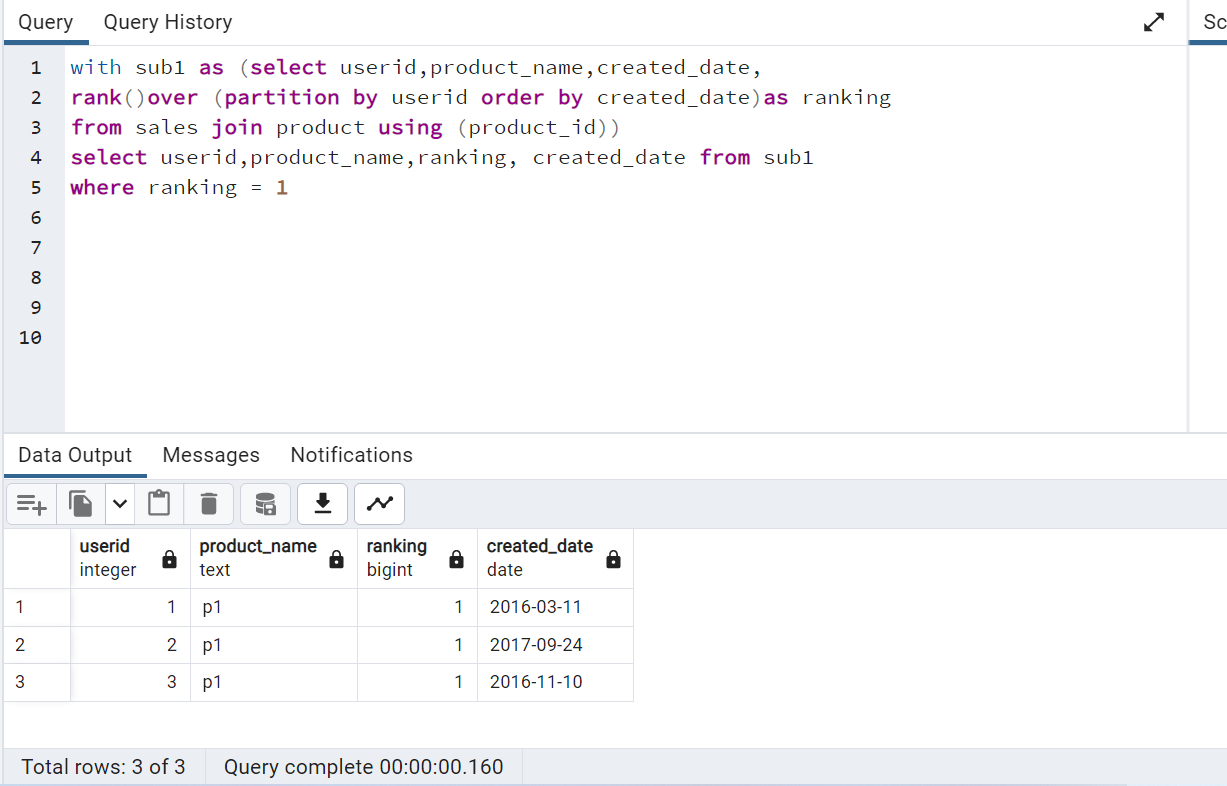 Query Query History Sc
1 with sub1 as (select userid,product_name,created_date,
2 rank()over (partition by userid order by created_date)as ranking
3 from sales join product using (product_id))
4 select userid,product_name,ranking, created_date from sub1
5 where ranking = 1
6
7
8
9
10
Data Output Messages Notifications
userid product_name ranking created_date
integer text bigint date
1 1 p1 1 2016-03-11
2 2 p1 1 2017-09-24
3 3 p1 1 2016-11-10
Total rows: 3 of 3 Query complete 00:00:00.160